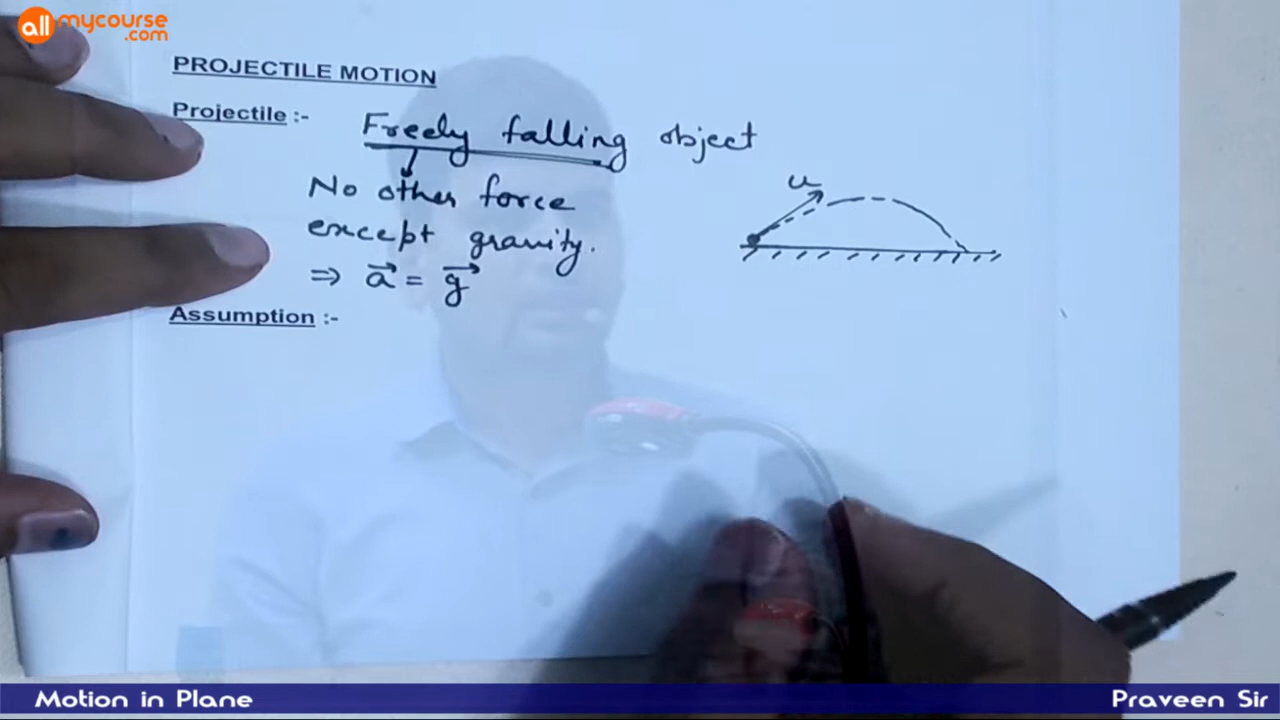 allmycourse.com
PROJECTILE MOTION
Projectile :- Freely falling object
No other force
except gravity.
⇒ a⃗ = g⃗
u
Assumption :-
Motion in Plane
Praveen Sir